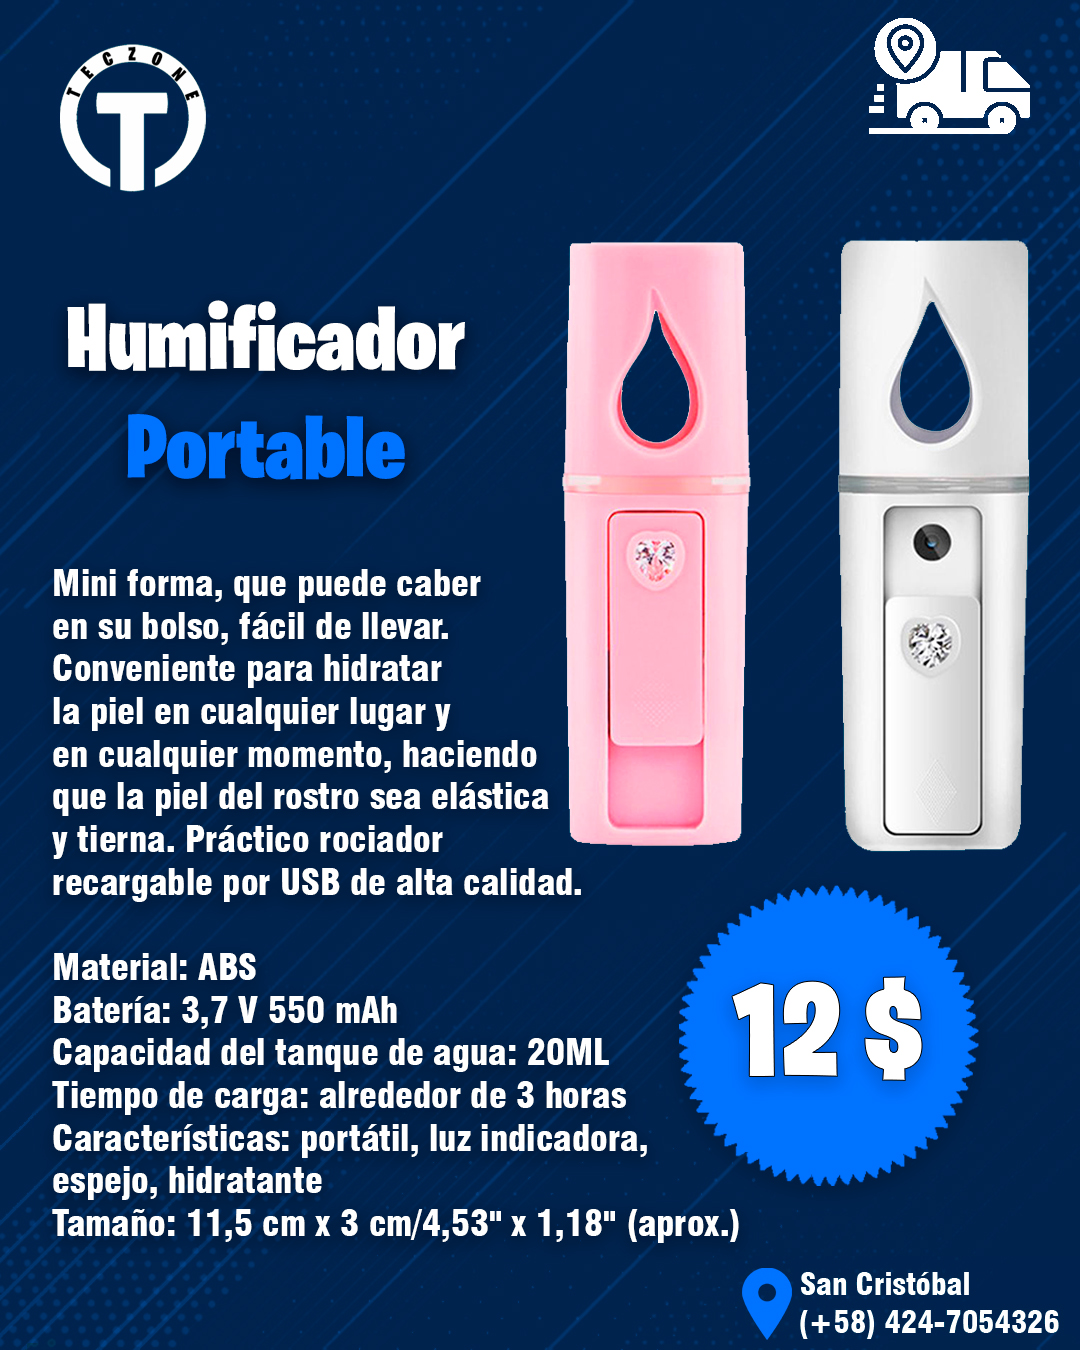 TECZONE
T
Humificador
Portable
Mini forma, que puede caber
en su bolso, fácil de llevar.
Conveniente para hidratar
la piel en cualquier lugar y
en cualquier momento, haciendo
que la piel del rostro sea elástica
y tierna. Práctico rociador
recargable por USB de alta calidad.
Material: ABS
Batería: 3,7 V 550 mAh
Capacidad del tanque de agua: 20ML
Tiempo de carga: alrededor de 3 horas
Características: portátil, luz indicadora,
espejo, hidratante
Tamaño: 11,5 cm x 3 cm/4,53" x 1,18" (aprox.)
12 $
San Cristóbal
(+58) 424-7054326